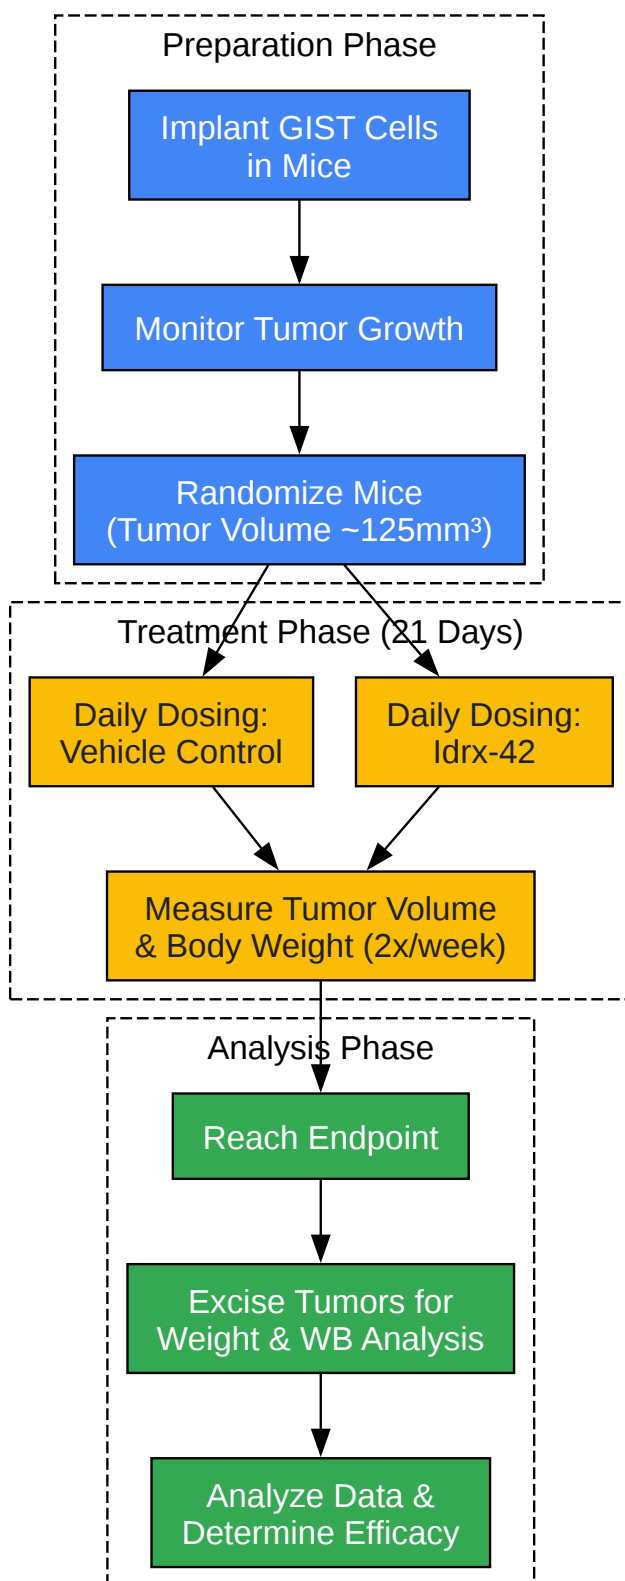 Preparation Phase
Implant GIST Cells
in Mice
Monitor Tumor Growth
Randomize Mice
(Tumor Volume ~125mm³)
Treatment Phase (21 Days)
Daily Dosing:
Vehicle Control
Daily Dosing:
Idrx-42
Measure Tumor Volume
& Body Weight (2x/week)
Analysis Phase
Reach Endpoint
Excise Tumors for
Weight & WB Analysis
Analyze Data &
Determine Efficacy